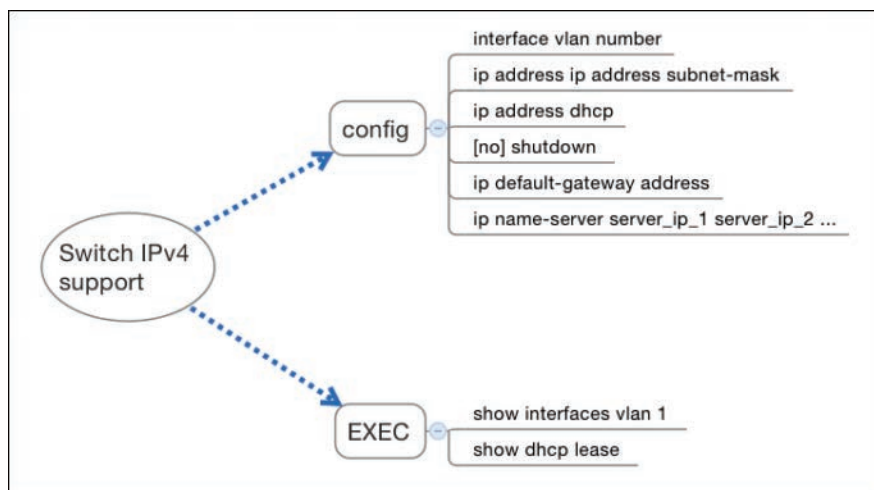 Switch IPv4
support
config
interface vlan number
ip address ip address subnet-mask
ip address dhcp
[no] shutdown
ip default-gateway address
ip name-server server_ip_1 server_ip_2 ...
EXEC
show interfaces vlan 1
show dhcp lease